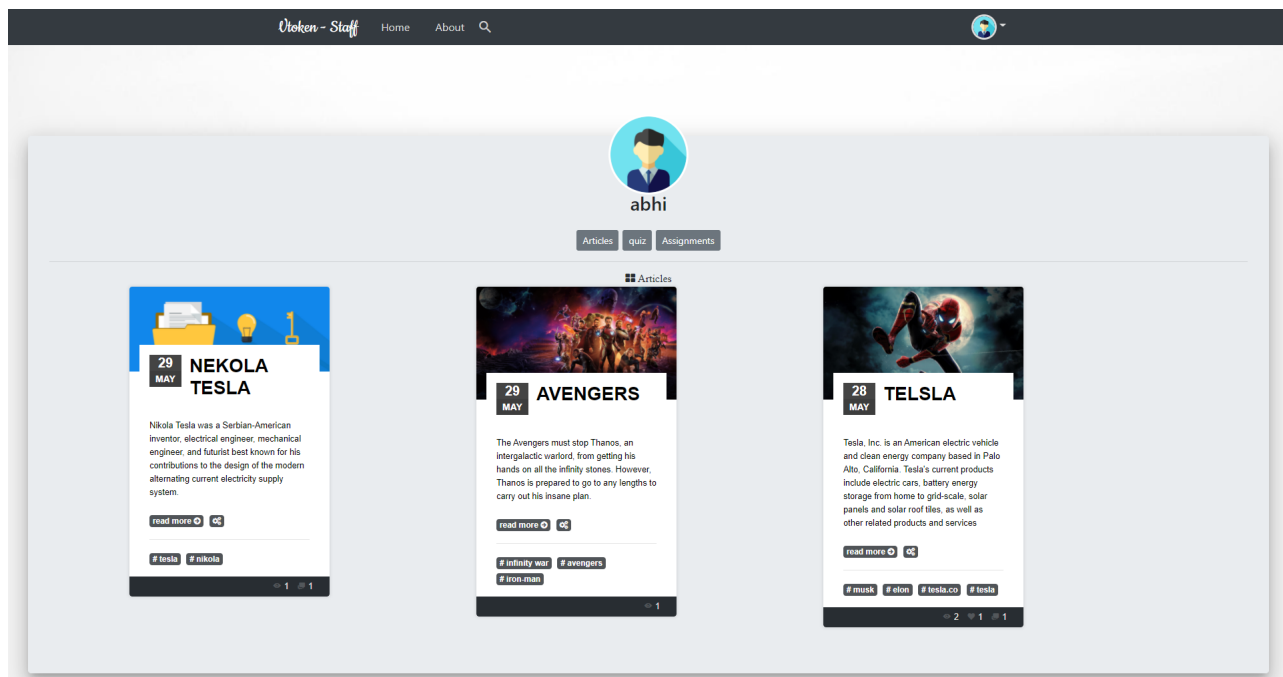 Vtoken - Staff Home About
abhi
Articles quiz Assignments
Articles
29
MAY
NEKOLA
TESLA
Nikola Tesla was a Serbian-American
inventor, electrical engineer, mechanical
engineer, and futurist best known for his
contributions to the design of the modern
alternating current electricity supply
system.
read more
# tesla # nikola
1 1
29
MAY
AVENGERS
The Avengers must stop Thanos, an
intergalactic warlord, from getting his
hands on all the infinity stones. However,
Thanos is prepared to go to any lengths to
carry out his insane plan.
read more
# infinity war # avengers
# iron-man
1
28
MAY
TELSLA
Tesla, Inc. is an American electric vehicle
and clean energy company based in Palo
Alto, California. Tesla's current products
include electric cars, battery energy
storage from home to grid-scale, solar
panels and solar roof tiles, as well as
other related products and services
read more
# musk # elon # tesla.co # tesla
2 1 1